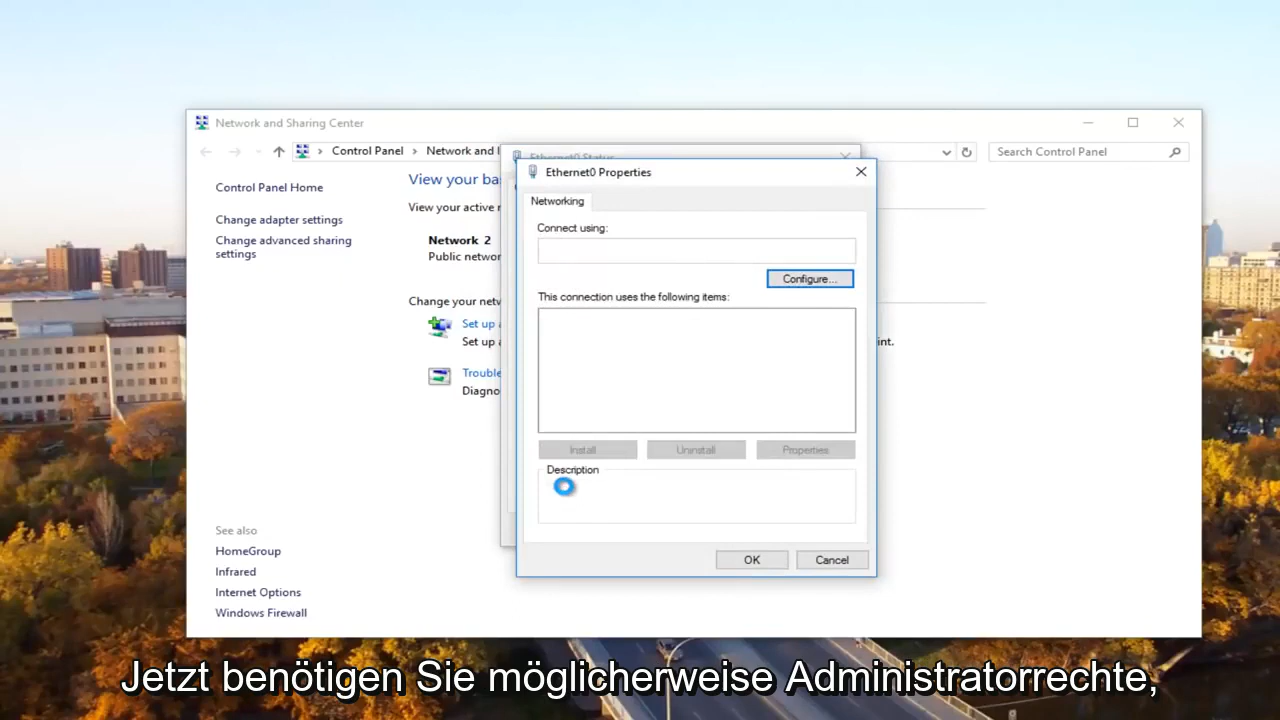 Network and Sharing Center
Control Panel
Network and I
Search Control Panel
Control Panel Home
Change adapter settings
Change advanced sharing
settings
See also
HomeGroup
Infrared
Internet Options
Windows Firewall
View your bas
View your active n
Network 2
Public networ
Change your netw
Set up a
Set up a
int.
Trouble
Diagno
Ethernet0 Status
Ethernet0 Properties
Networking
Connect using:
Configure...
This connection uses the following items:
Install...
Uninstall
Properties
Description
OK
Cancel
Jetzt benötigen Sie möglicherweise Administratorrechte,